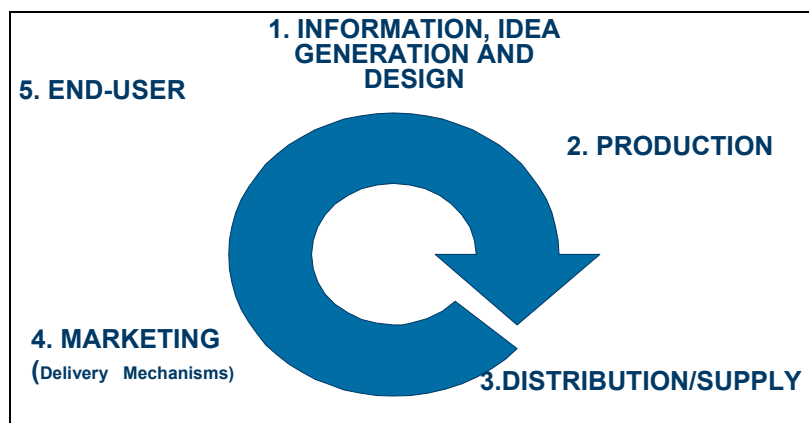 1. INFORMATION, IDEA
GENERATION AND
DESIGN
5. END-USER
2. PRODUCTION
4. MARKETING
(Delivery Mechanisms)
3.DISTRIBUTION/SUPPLY